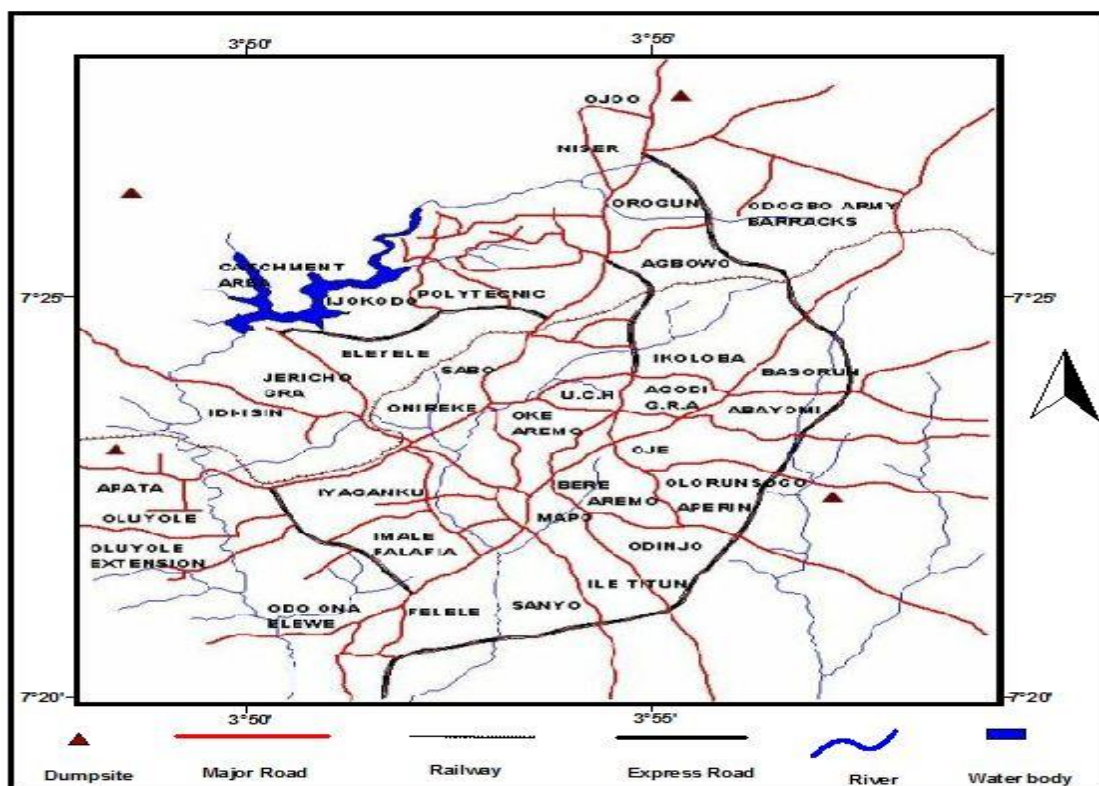 3°50'
3°55'
OJOO
NISER
OROGUN
ODOGBO ARMY
BARRACKS
AGBOWO
CATCHMENT
AREA
7°25'
7°25'
IJOKODO
POLYTECNIC
ELEYELE
IKOLOBA
SABO
JERICHO
GRA
BASORUN
U.C.H
AGODI
G.R.A
IDI-ISIN
ONIREKE
OKE
AREMO
ABAYOMI
OJE
APATA
IYAGANKU
BERE
OLORUNSOGO
AREMO
APERIN
OLUYOLE
MAPO
OLUYOLE
EXTENSION
IMALE
FALAFIA
ODINJO
ILE TITUN
ODO ONA
ELEWE
FELELE
SANYO
7°20'
7°20'
3°50'
3°55'
Dumpsite
Major Road
Railway
Express Road
River
Water body